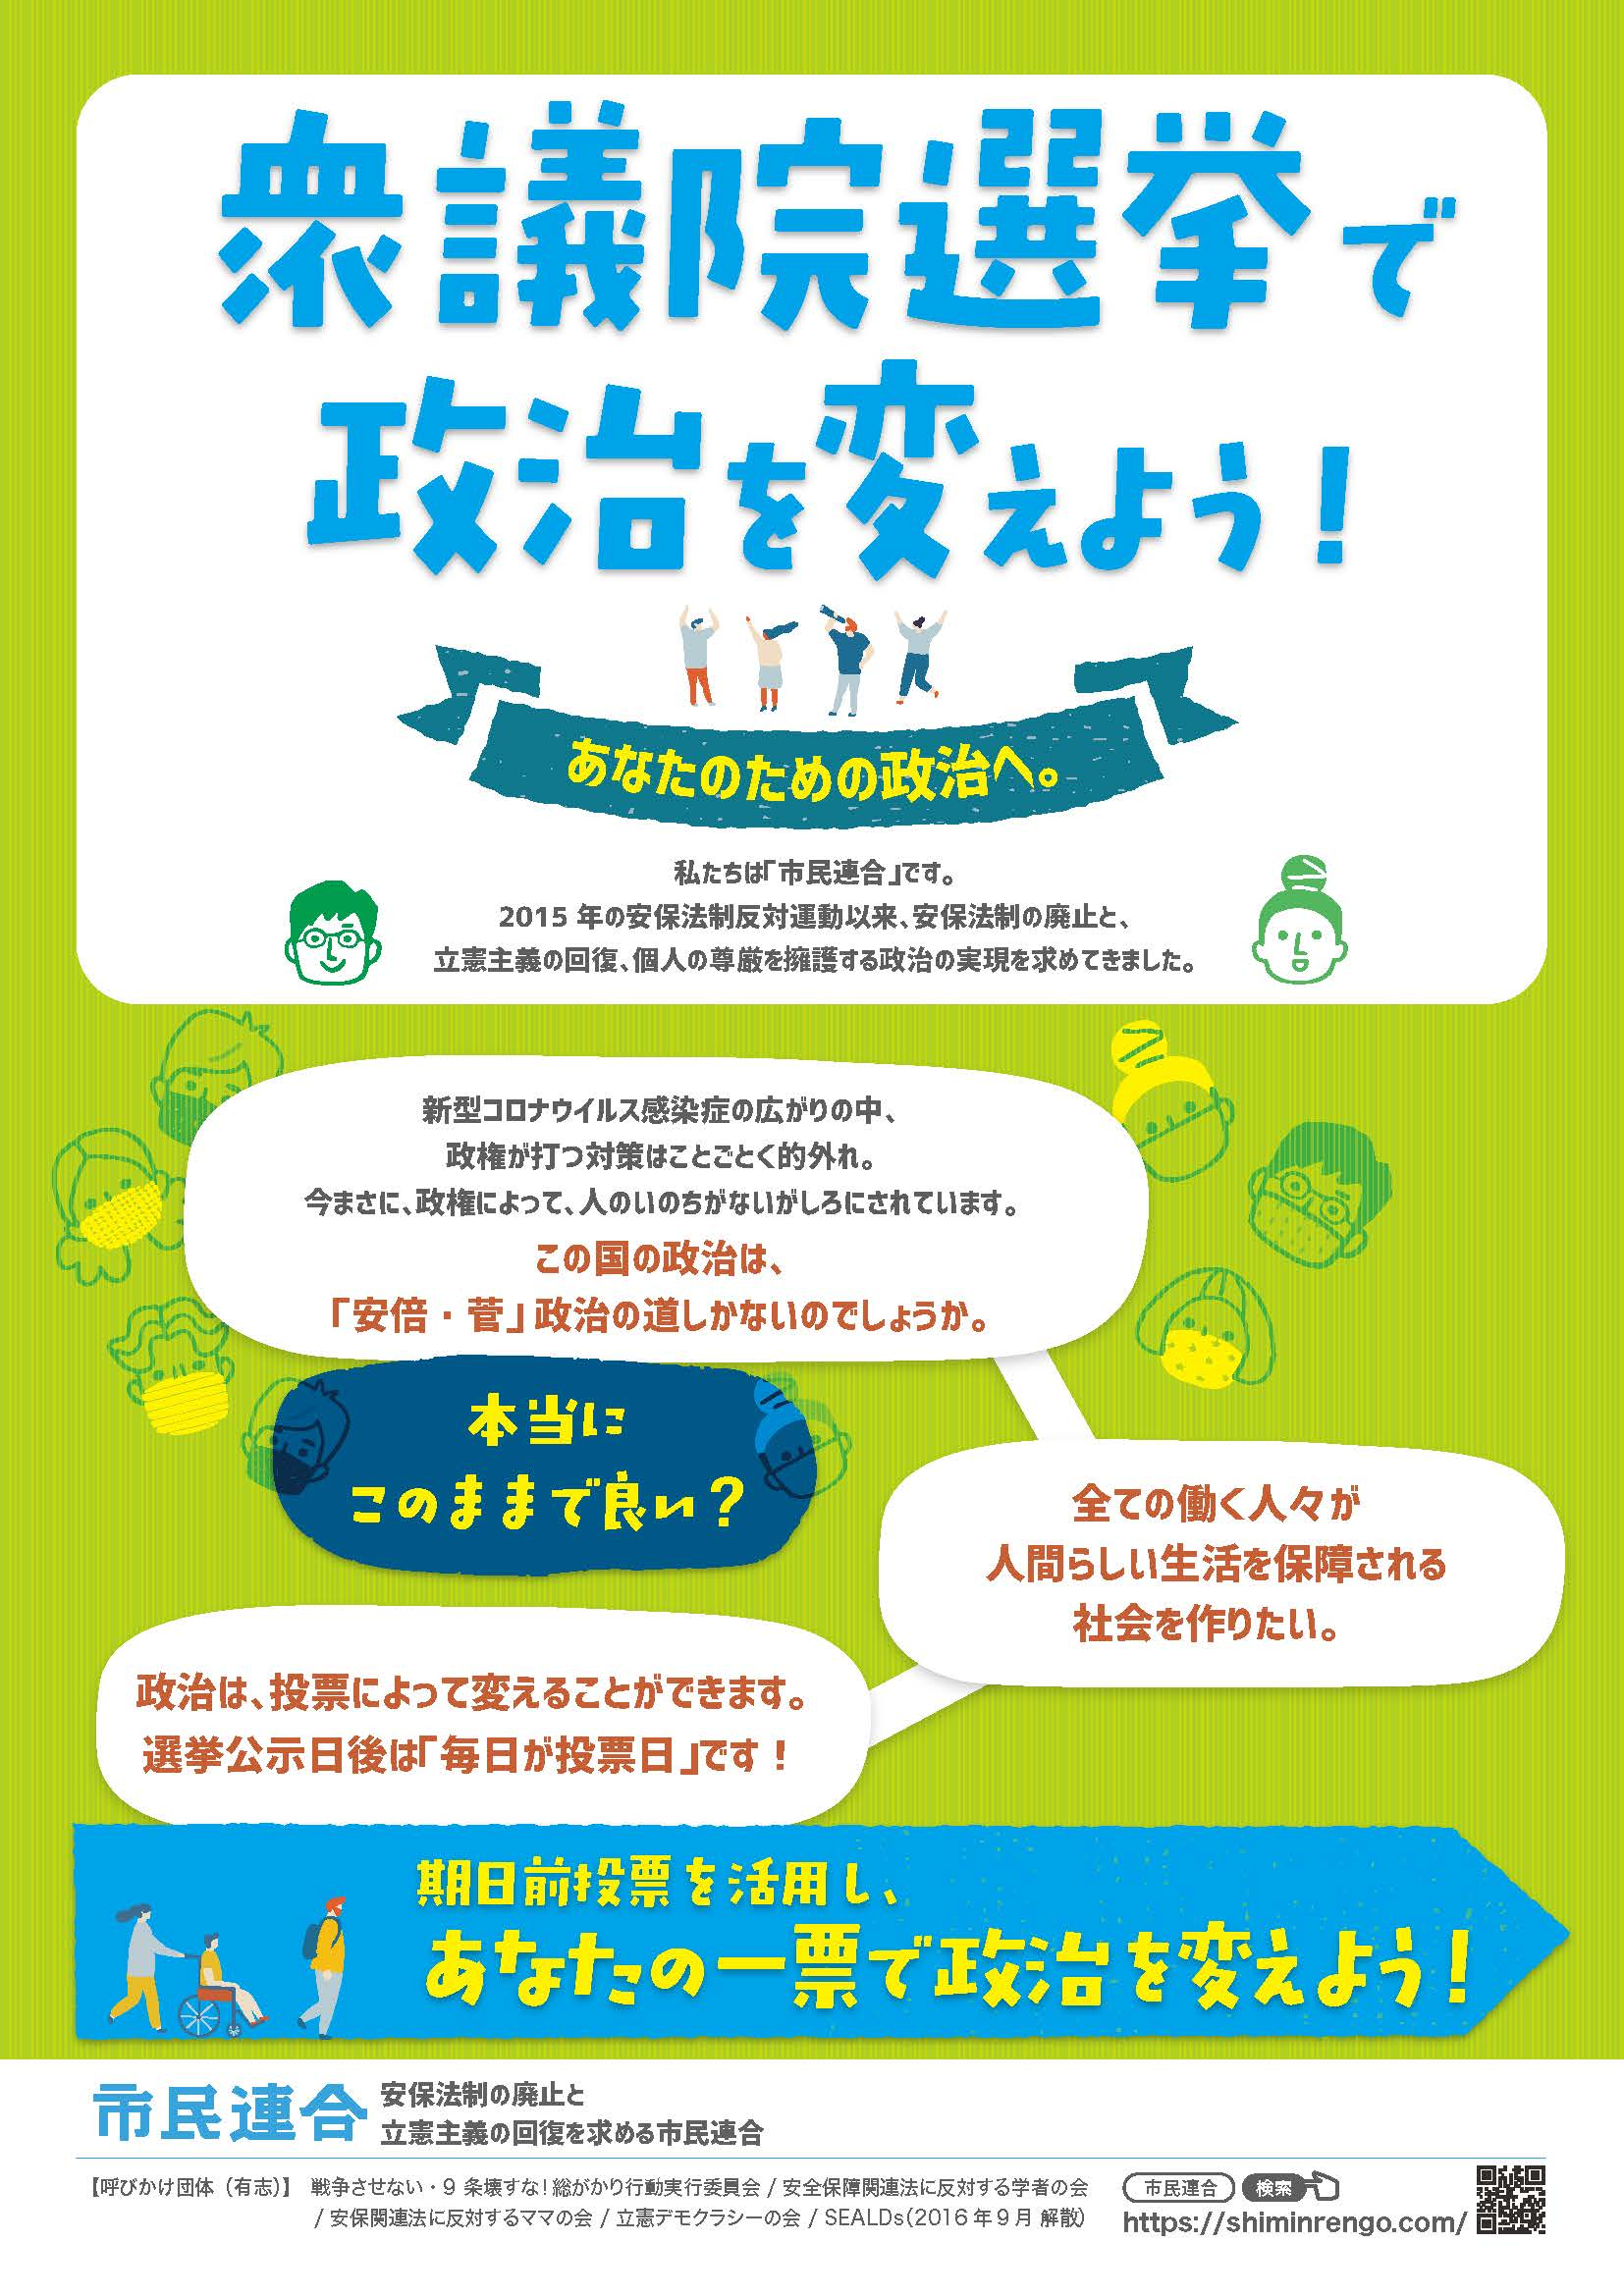 衆議院選挙で
政治を変えよう！
あなたのための政治へ。
私たちは「市民連合」です。
2015 年の安保法制反対運動以来、安保法制の廃止と、
立憲主義の回復、個人の尊厳を擁護する政治の実現を求めてきました。
新型コロナウイルス感染症の広がりの中、
政権が打つ対策はことごとく的外れ。
今まさに、政権によって、人のいのちがないがしろにされています。
この国の政治は、
「安倍・菅」政治の道しかないのでしょうか。
本当に
このままで良い？
全ての働く人々が
人間らしい生活を保障される
社会を作りたい。
政治は、投票によって変えることができます。
選挙公示日後は「毎日が投票日」です！
期日前投票を活用し、
あなたの一票で政治を変えよう！
市民連合
安保法制の廃止と
立憲主義の回復を求める市民連合
【呼びかけ団体（有志）】 戦争させない・9 条壊すな！総がかり行動実行委員会 / 安全保障関連法に反対する学者の会
/ 安保関連法に反対するママの会 / 立憲デモクラシーの会 / SEALDs（2016 年 9 月 解散）
市民連合 検索
https://shiminrengo.com/